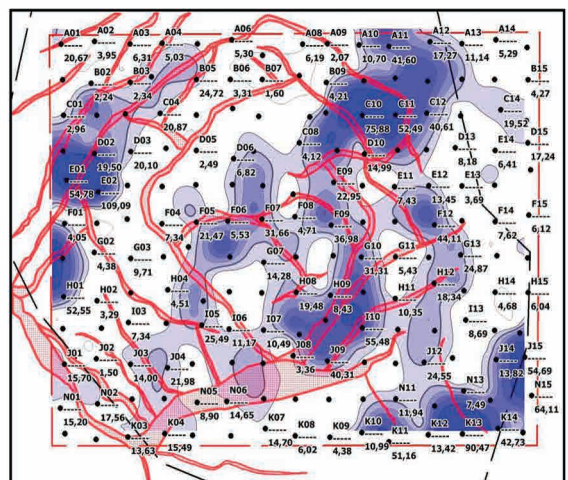 A01 20,67
A02 3,95
A03 6,31
A04 5,03
A06 5,30
A08 6,19
A09 2,07
A10 10,70
A11 41,60
A12 17,27
A13 11,14
A14 5,29
B02 2,24
B03 2,34
B05 24,72
B06 3,31
B07 1,60
B09 4,21
B15 4,27
C01 2,96
C04 20,87
C08 4,12
C10 75,88
C11 52,49
C12 40,61
C14 19,52
D02 19,50
D03 20,10
D05 2,49
D06 6,82
D10 14,99
D13 8,18
D15 17,24
E01 54,78
E02 109,09
E09 22,95
E11 7,43
E12 13,45
E13 3,69
E14 6,41
F01 4,05
F04 7,34
F05 21,47
F06 5,53
F07 31,66
F08 4,71
F09 36,98
F12 44,11
F14 7,62
F15 6,12
G02 4,38
G03 9,71
G07 14,28
G10 31,31
G11 5,43
G13 24,87
H01 52,55
H02 3,29
H04 4,51
H08 19,48
H09 8,43
H11 10,35
H12 18,34
H14 4,68
H15 6,04
I03 7,34
I05 25,49
I06 11,17
I07 10,49
I10 55,48
I13 8,69
J01 15,70
J02 1,50
J03 14,00
J04 21,98
J08 3,36
J09 40,31
J12 24,55
J14 13,82
J15 54,69
N01 15,20
N02 17,56
N05 8,90
N06 14,65
N11 11,94
N13 7,49
N15 64,11
K03 13,63
K04 15,49
K07 14,70
K08 6,02
K09 4,38
K10 10,99
K11 51,16
K12 13,42
K13 90,47
K14 42,73